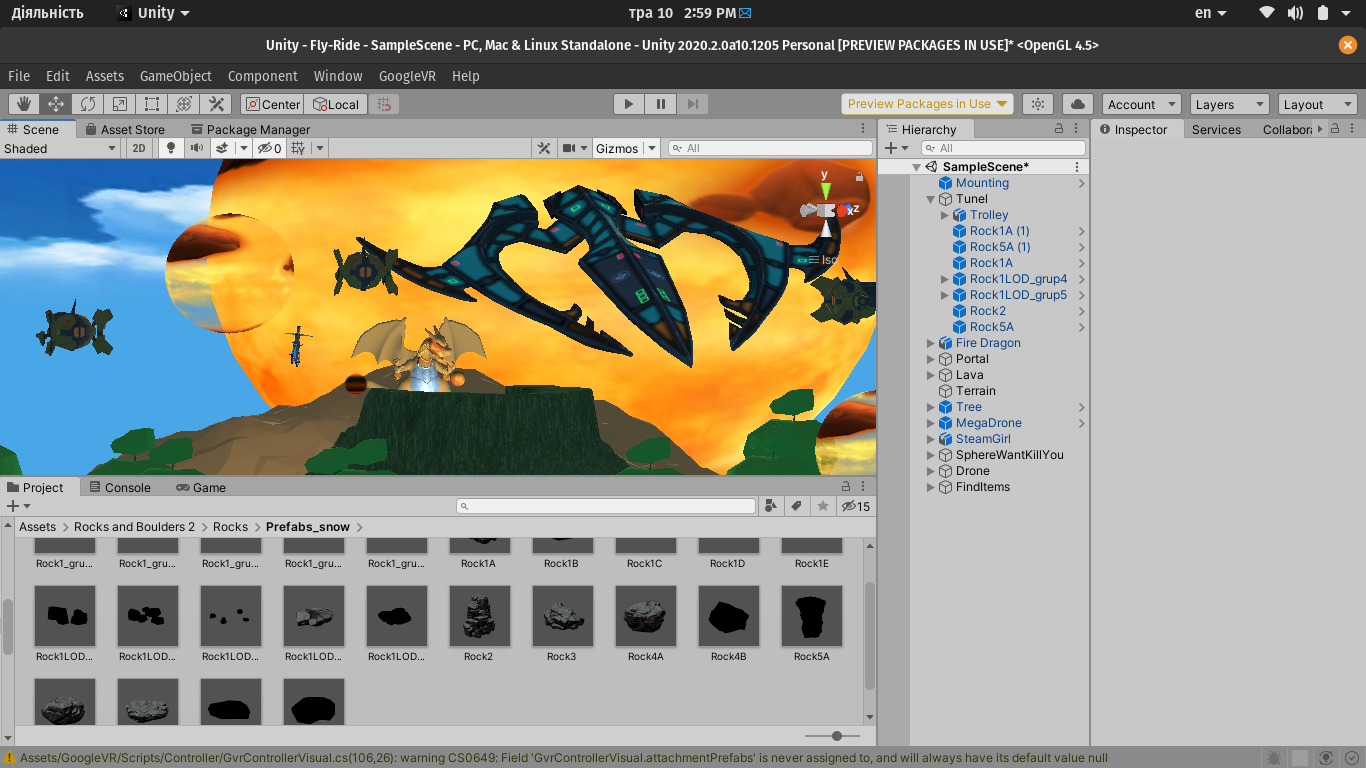 Діяльність Unity тра 10 2:59 PM en
Unity - Fly-Ride - SampleScene - PC, Mac & Linux Standalone - Unity 2020.2.0a10.1205 Personal [PREVIEW PACKAGES IN USE]* <OpenGL 4.5>
File Edit Assets GameObject Component Window GoogleVR Help
Center Local Preview Packages in Use Account Layers Layout
Scene Asset Store Package Manager
Shaded 2D 0 Gizmos All
y
x z
Iso
Hierarchy
All
SampleScene*
Mounting
Tunel
Trolley
Rock1A (1)
Rock5A (1)
Rock1A
Rock1LOD_grup4
Rock1LOD_grup5
Rock2
Rock5A
Fire Dragon
Portal
Lava
Terrain
Tree
MegaDrone
SteamGirl
SphereWantKillYou
Drone
FindItems
Inspector Services Collabora
Project Console Game
15
Assets > Rocks and Boulders 2 > Rocks > Prefabs_snow >
Rock1_gru... Rock1_gru... Rock1_gru... Rock1_gru... Rock1_gru... Rock1A Rock1B Rock1C Rock1D Rock1E
Rock1LOD... Rock1LOD... Rock1LOD... Rock1LOD... Rock1LOD... Rock2 Rock3 Rock4A Rock4B Rock5A
Assets/GoogleVR/Scripts/Controller/GvrControllerVisual.cs(106,26): warning CS0649: Field 'GvrControllerVisual.attachmentPrefabs' is never assigned to, and will always have its default value null